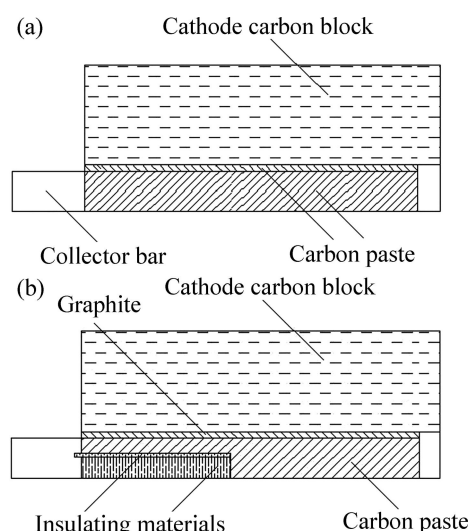 (a)
Cathode carbon block
Collector bar
Carbon paste
(b)
Cathode carbon block
Graphite
Insulating materials
Carbon paste